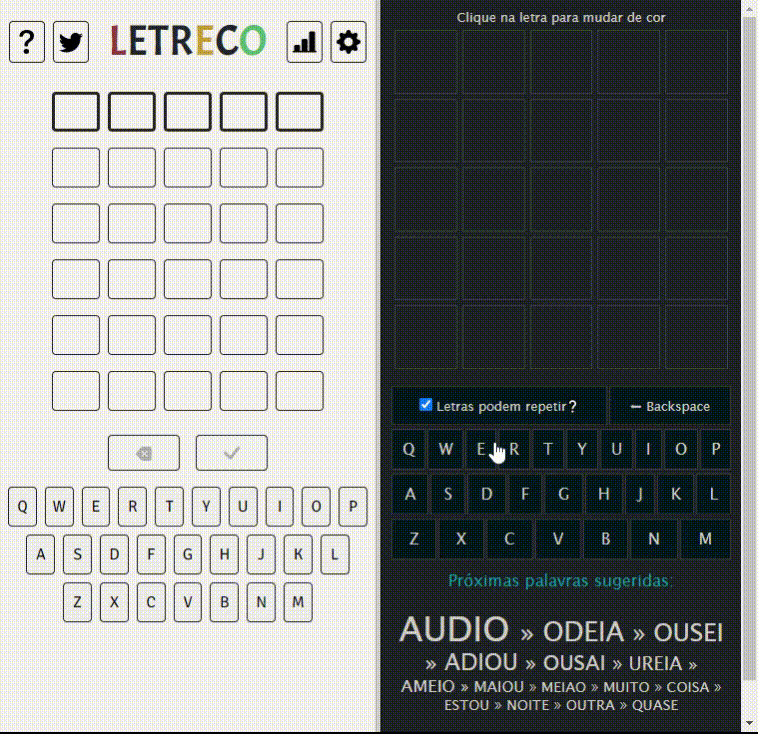 ? LETRECO
Q W E R T Y U I O P
A S D F G H J K L
Z X C V B N M
Clique na letra para mudar de cor
Letras podem repetir? ← Backspace
Q W E R T Y U I O P
A S D F G H J K L
Z X C V B N M
Próximas palavras sugeridas:
AUDIO » ODEIA » OUSEI
» ADIOU » OUSAI » UREIA »
AMEIO » MAIOU » MEIAO » MUITO » COISA »
ESTOU » NOITE » OUTRA » QUASE